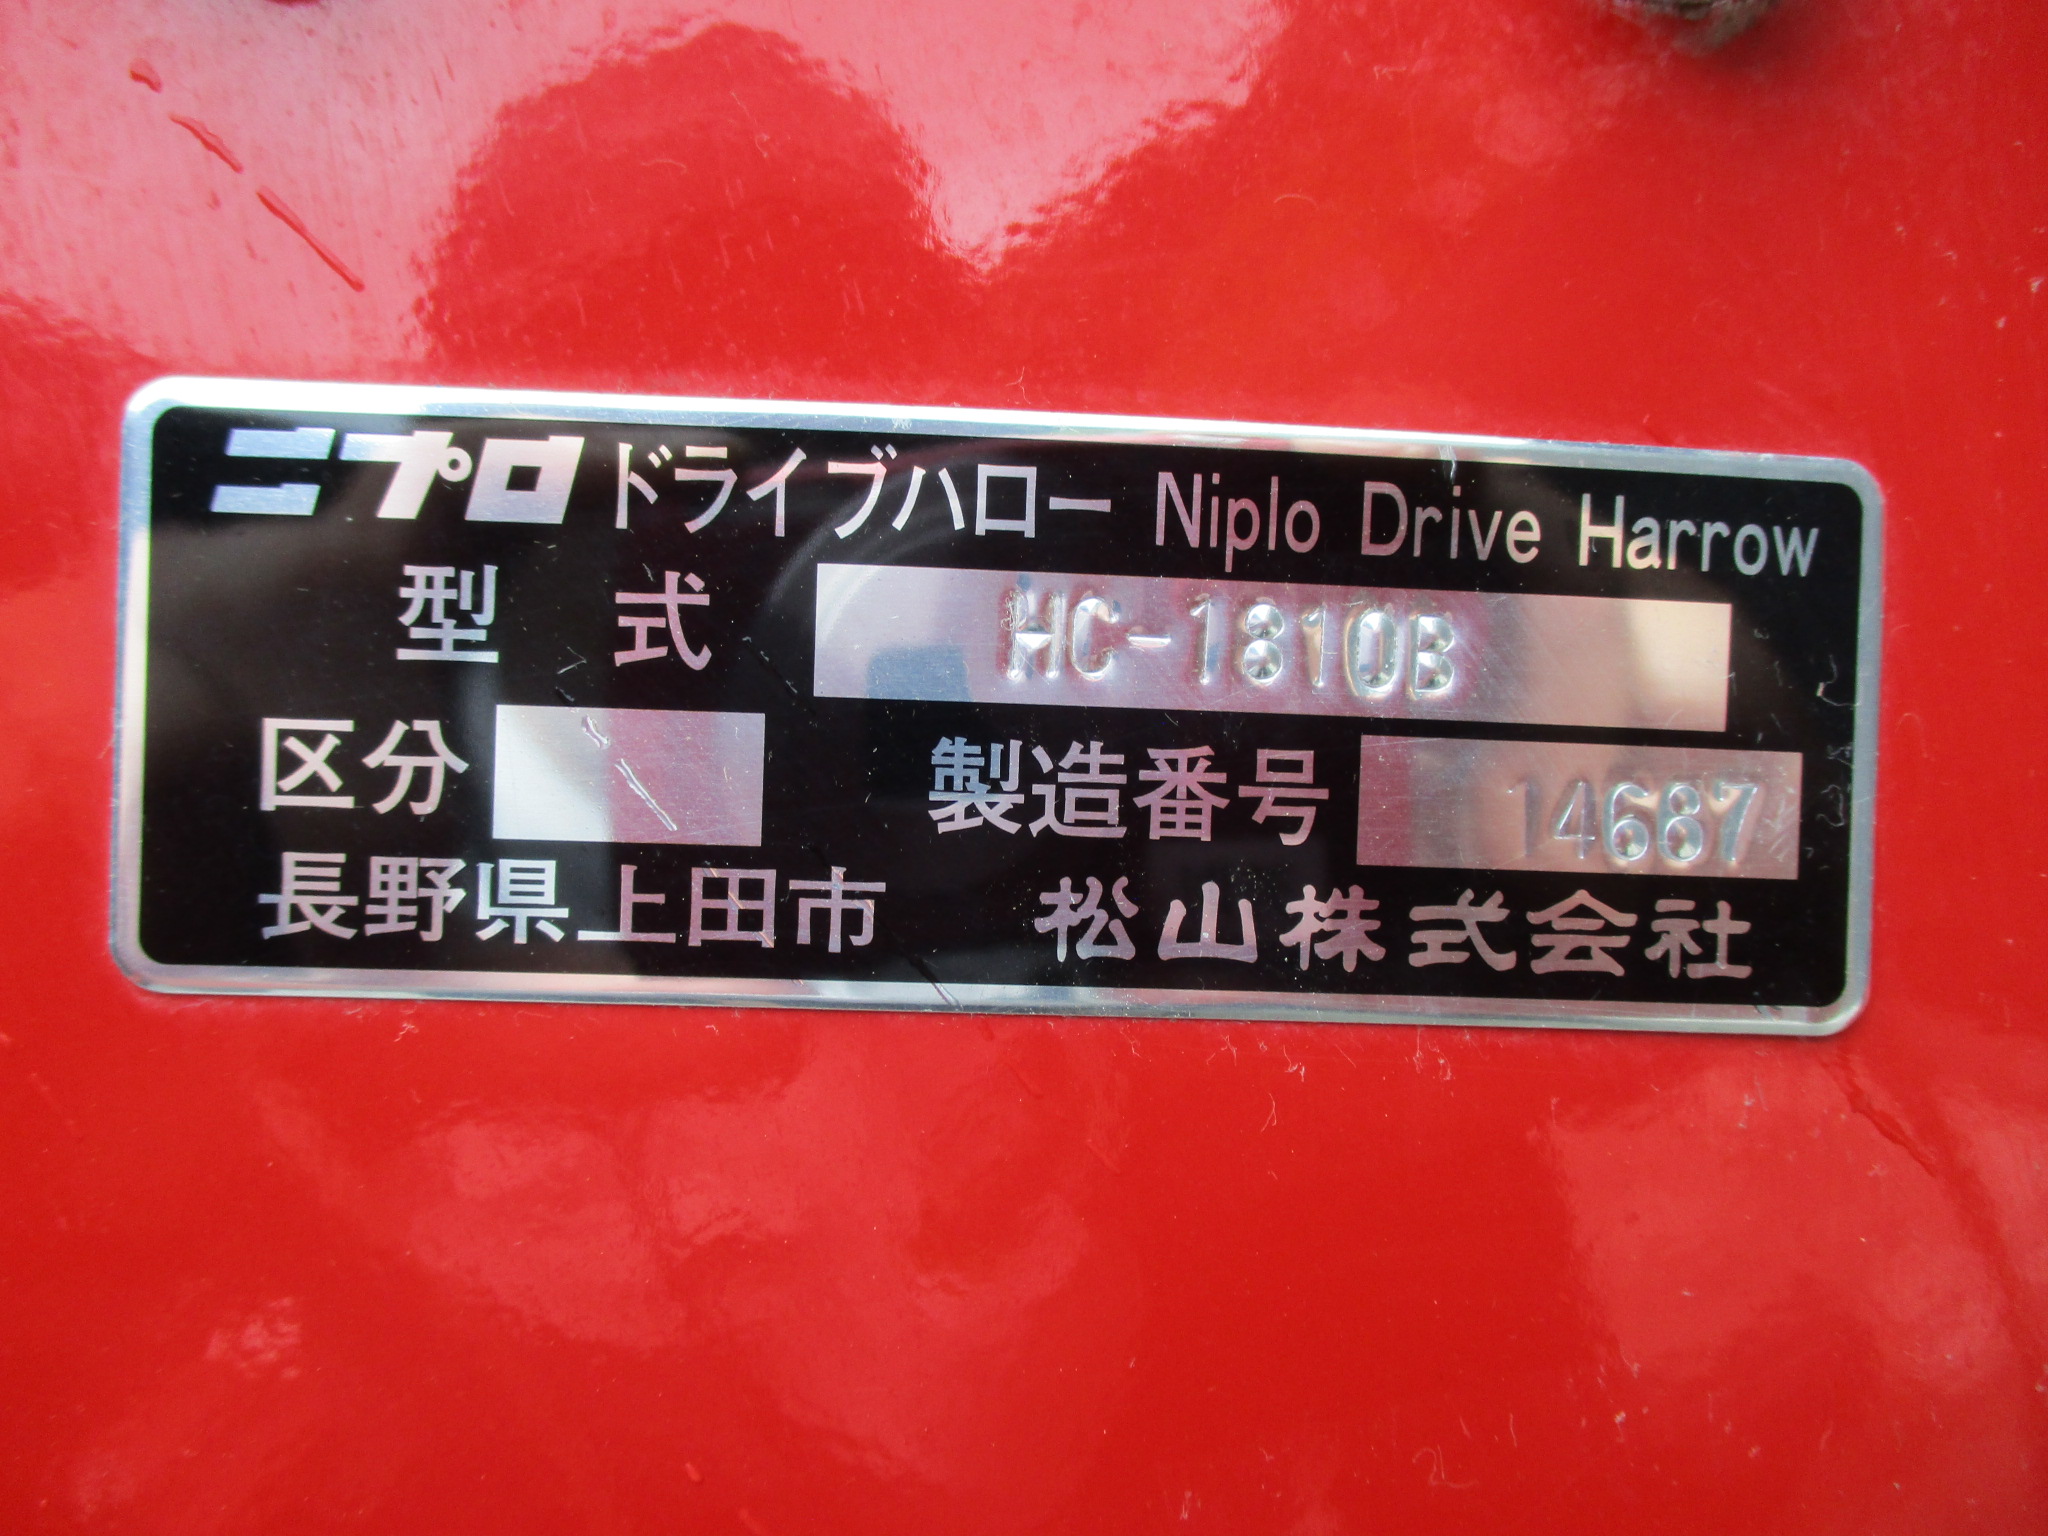 ニプロ ドライブハロー Niplo Drive Harrow
型式 HC-1810B
区分 製造番号 14687
長野県上田市 松山株式会社